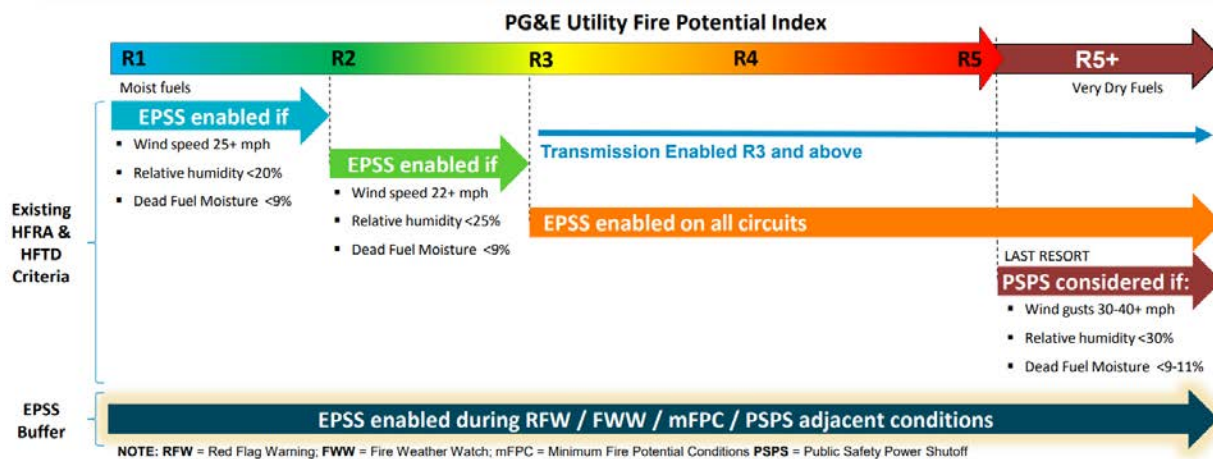 PG&E Utility Fire Potential Index
R1 R2 R3 R4 R5 R5+
Moist fuels
Very Dry Fuels
Existing
HFRA &
HFTD
Criteria
EPSS enabled if
▪ Wind speed 25+ mph
▪ Relative humidity <20%
▪ Dead Fuel Moisture <9%
EPSS enabled if
▪ Wind speed 22+ mph
▪ Relative humidity <25%
▪ Dead Fuel Moisture <9%
Transmission Enabled R3 and above
EPSS enabled on all circuits
LAST RESORT
PSPS considered if:
▪ Wind gusts 30-40+ mph
▪ Relative humidity <30%
▪ Dead Fuel Moisture <9-11%
EPSS
Buffer
EPSS enabled during RFW / FWW / mFPC / PSPS adjacent conditions
NOTE: RFW = Red Flag Warning; FWW = Fire Weather Watch; mFPC = Minimum Fire Potential Conditions PSPS = Public Safety Power Shutoff